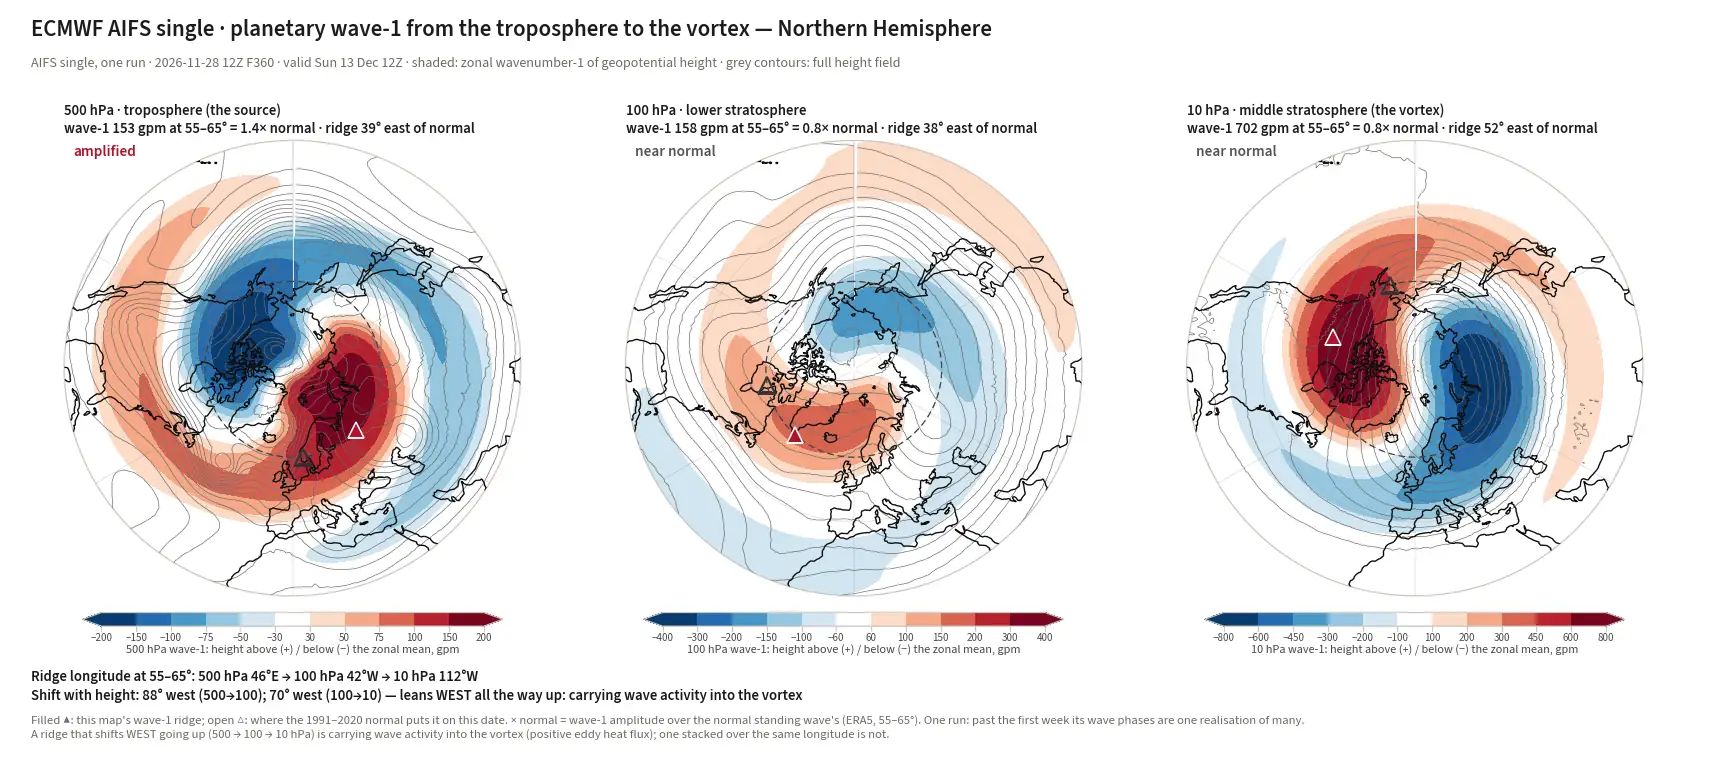 ECMWF AIFS single · planetary wave-1 from the troposphere to the vortex — Northern Hemisphere
AIFS single, one run · 2026-11-28 12Z F360 · valid Sun 13 Dec 12Z · shaded: zonal wavenumber-1 of geopotential height · grey contours: full height field
500 hPa · troposphere (the source)
wave-1 153 gpm at 55–65° = 1.4× normal · ridge 39° east of normal
amplified
100 hPa · lower stratosphere
wave-1 158 gpm at 55–65° = 0.8× normal · ridge 38° east of normal
near normal
10 hPa · middle stratosphere (the vortex)
wave-1 702 gpm at 55–65° = 0.8× normal · ridge 52° east of normal
near normal
−200 −150 −100 −75 −50 −30 30 50 75 100 150 200
500 hPa wave-1: height above (+) / below (−) the zonal mean, gpm
−400 −300 −200 −150 −100 −60 60 100 150 200 300 400
100 hPa wave-1: height above (+) / below (−) the zonal mean, gpm
−800 −600 −450 −300 −200 −100 100 200 300 450 600 800
10 hPa wave-1: height above (+) / below (−) the zonal mean, gpm
Ridge longitude at 55–65°: 500 hPa 46°E → 100 hPa 42°W → 10 hPa 112°W
Shift with height: 88° west (500→100); 70° west (100→10) — leans WEST all the way up: carrying wave activity into the vortex
Filled ▲: this map's wave-1 ridge; open △: where the 1991–2020 normal puts it on this date. × normal = wave-1 amplitude over the normal standing wave's (ERA5, 55–65°). One run: past the first week its wave phases are one realisation of many.
A ridge that shifts WEST going up (500 → 100 → 10 hPa) is carrying wave activity into the vortex (positive eddy heat flux); one stacked over the same longitude is not.